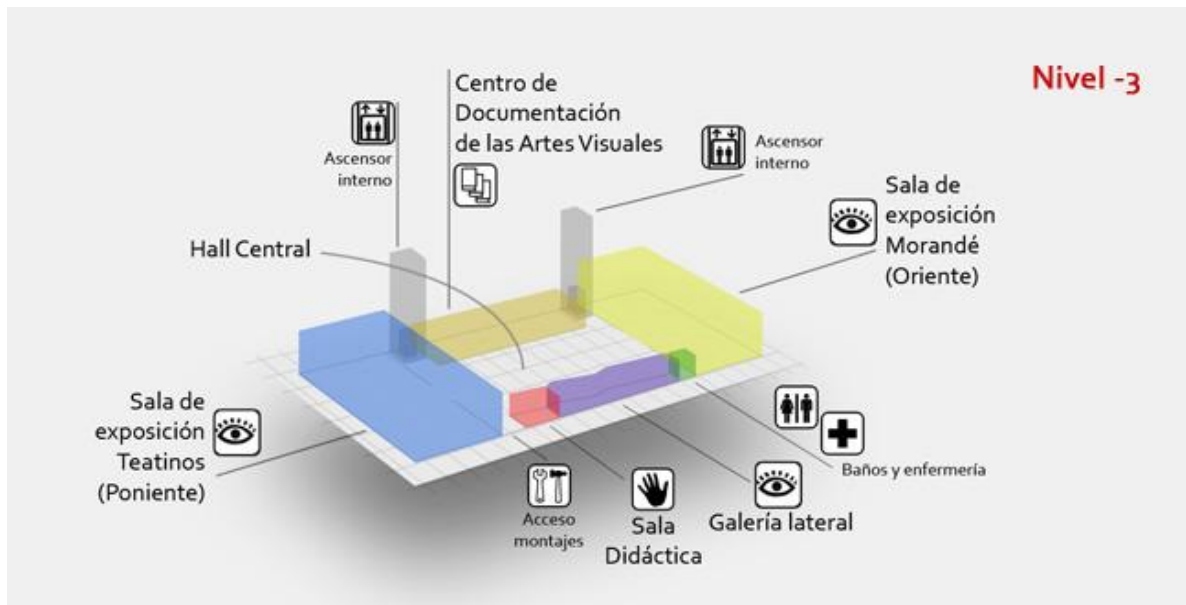 Nivel -3
Centro de
Documentación
de las Artes Visuales
Ascensor
interno
Ascensor
interno
Sala de
exposición
Morandé
(Oriente)
Hall Central
Sala de
exposición
Teatinos
(Poniente)
Baños y enfermería
Acceso
montajes
Sala
Didáctica
Galería lateral